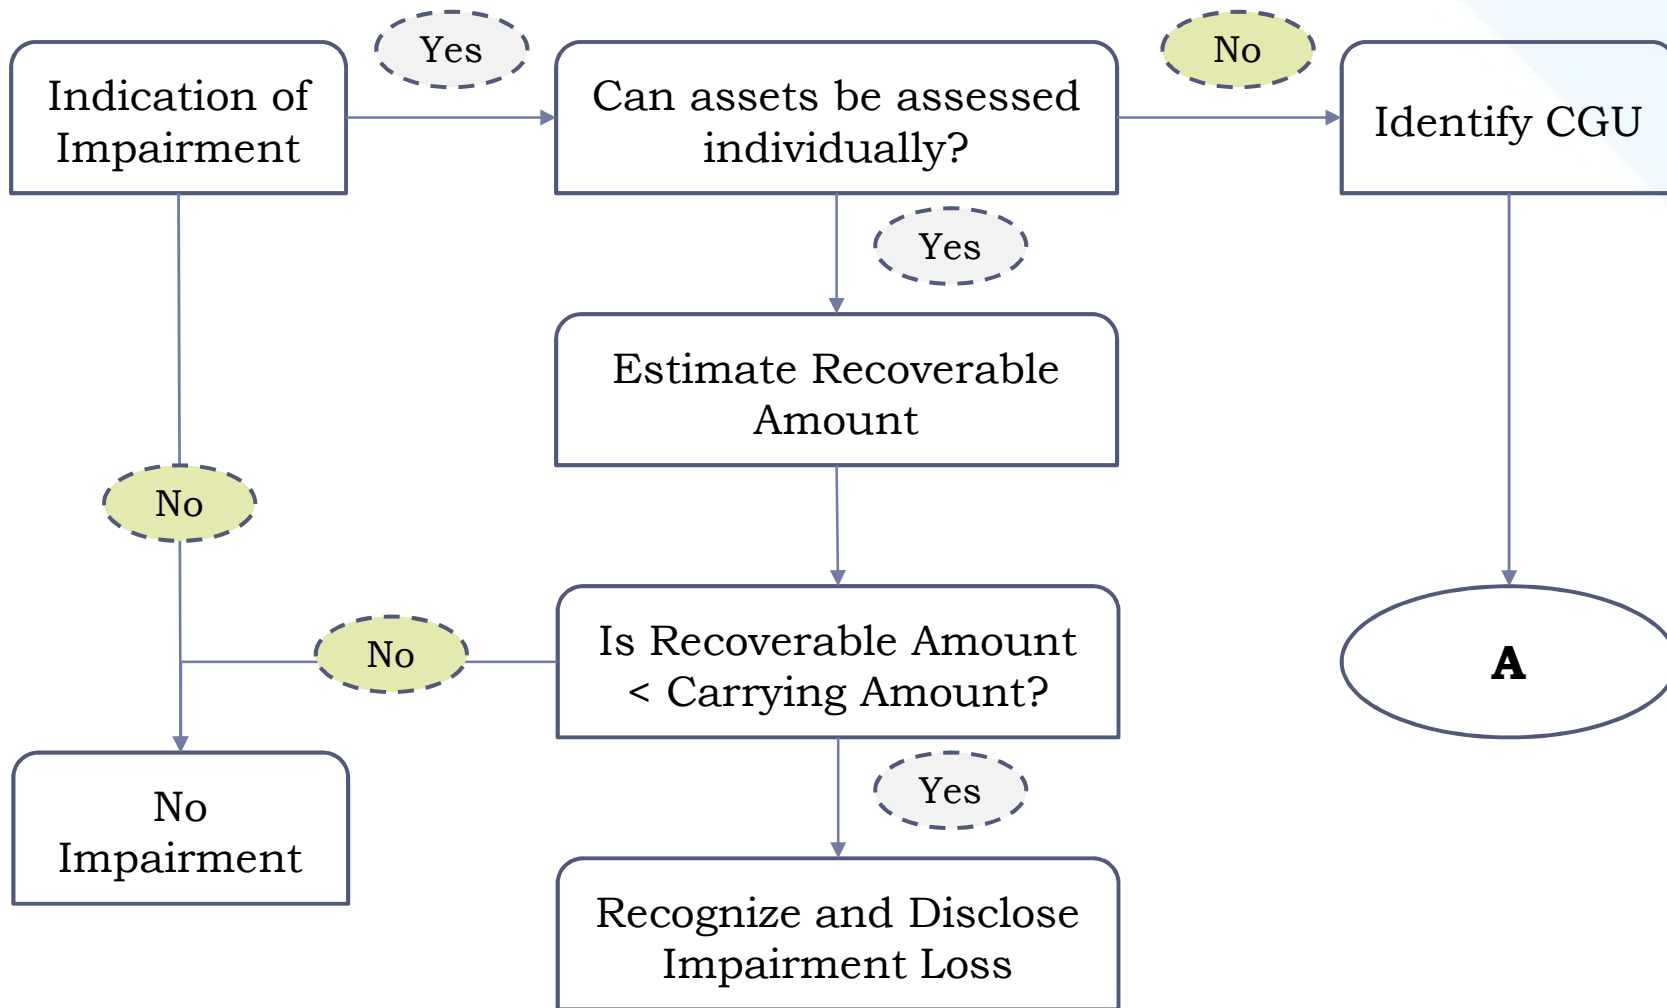 Yes
No
Indication of
Impairment
Can assets be assessed
individually?
Identify CGU
Yes
Estimate Recoverable
Amount
No
Is Recoverable Amount
< Carrying Amount?
No
A
Yes
No
Impairment
Recognize and Disclose
Impairment Loss